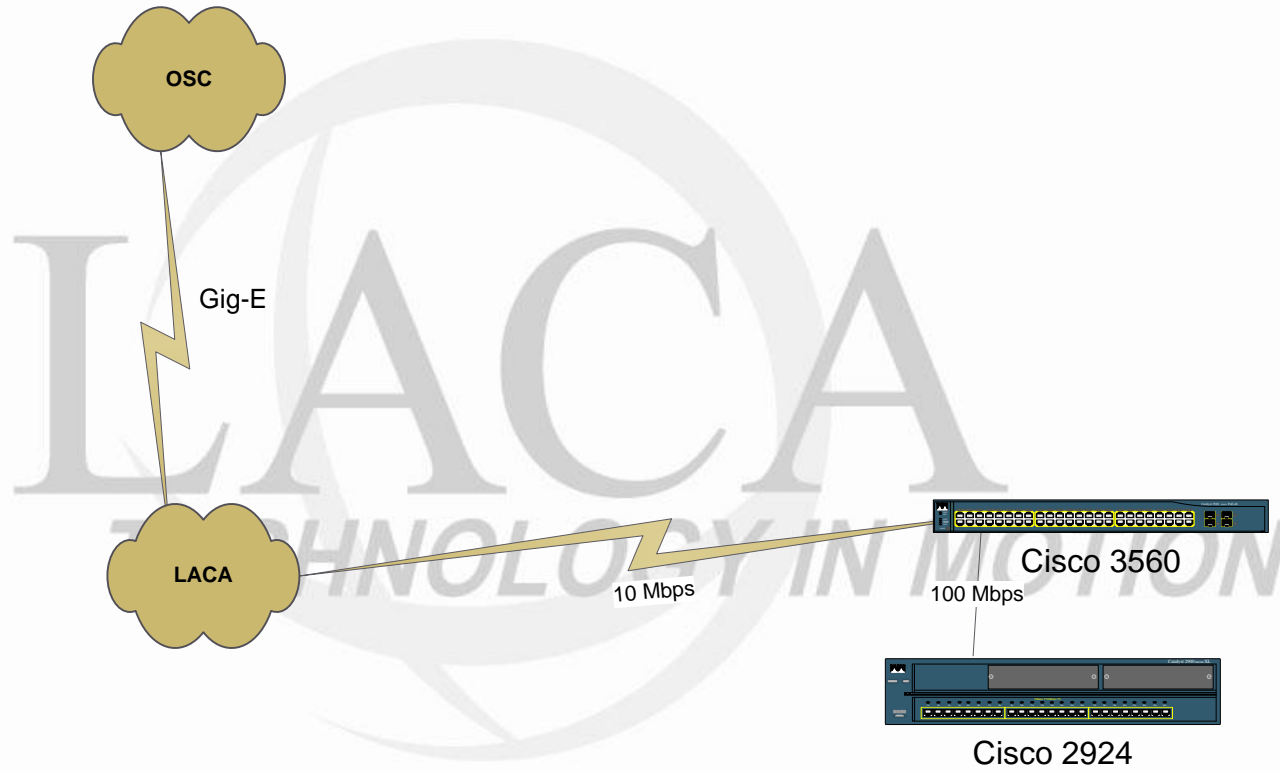 OSC
Gig-E
LACA
TECHNOLOGY IN MOTION
LACA
10 Mbps
Cisco 3560
100 Mbps
Cisco 2924